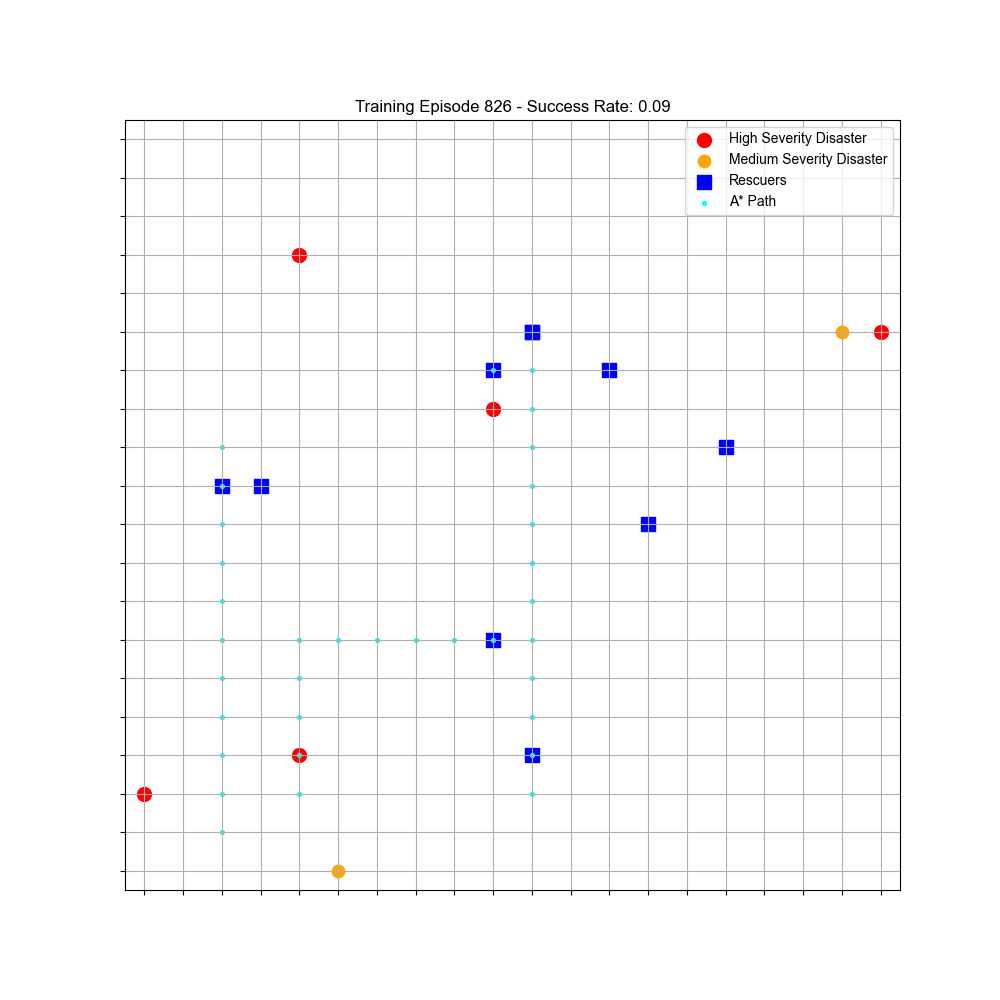 Training Episode 826 - Success Rate: 0.09
High Severity Disaster
Medium Severity Disaster
Rescuers
A* Path